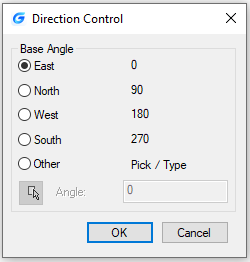 Direction Control
Base Angle
East 0
North 90
West 180
South 270
Other Pick / Type
Angle: 0
OK Cancel